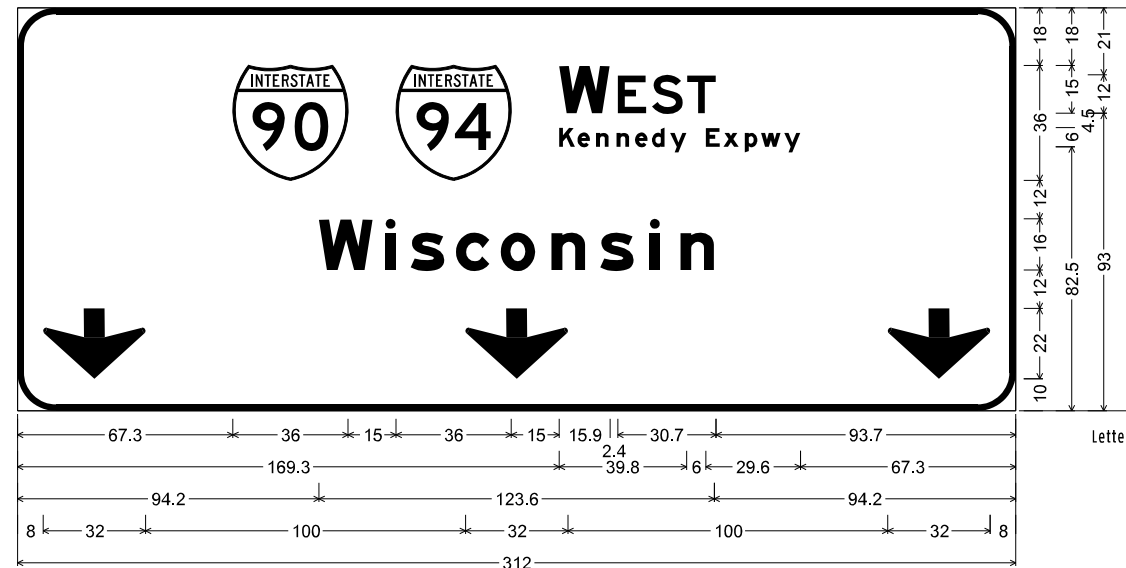 INTERSTATE 90 INTERSTATE 94 WEST
Kennedy Expwy
Wisconsin
18 18 21
36 15 12
4.5
6
12
16
12
22
10
82.5
93
67.3 36 15 36 15 15.9 30.7 93.7
2.4
169.3 39.8 6 29.6 67.3
94.2 123.6 94.2
8 32 100 32 100 32 8
312
Lette